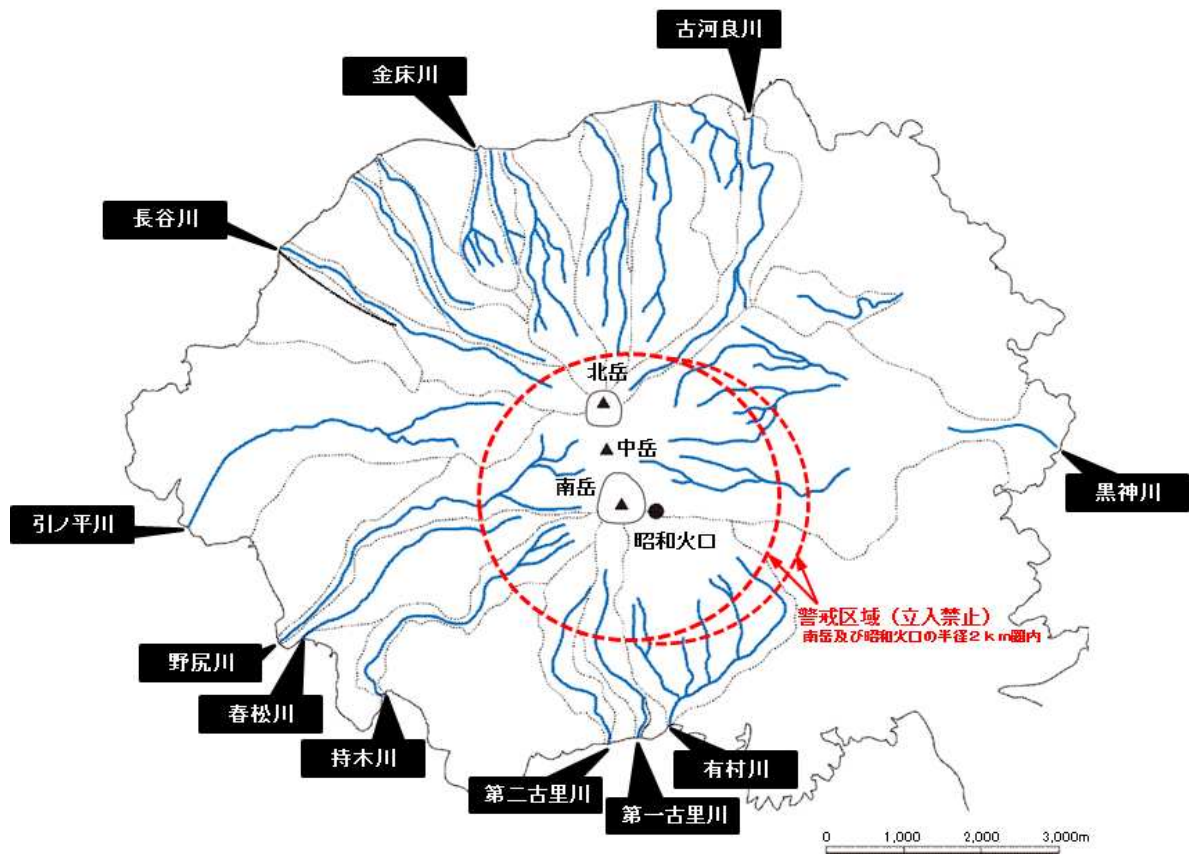 古河良川
金床川
長谷川
北岳
中岳
南岳
昭和火口
黒神川
引ノ平川
警戒区域（立入禁止）
南岳及び昭和火口の半径２ｋｍ圏内
野尻川
春松川
持木川
第二古里川
第一古里川
有村川
0 1,000 2,000 3,000m